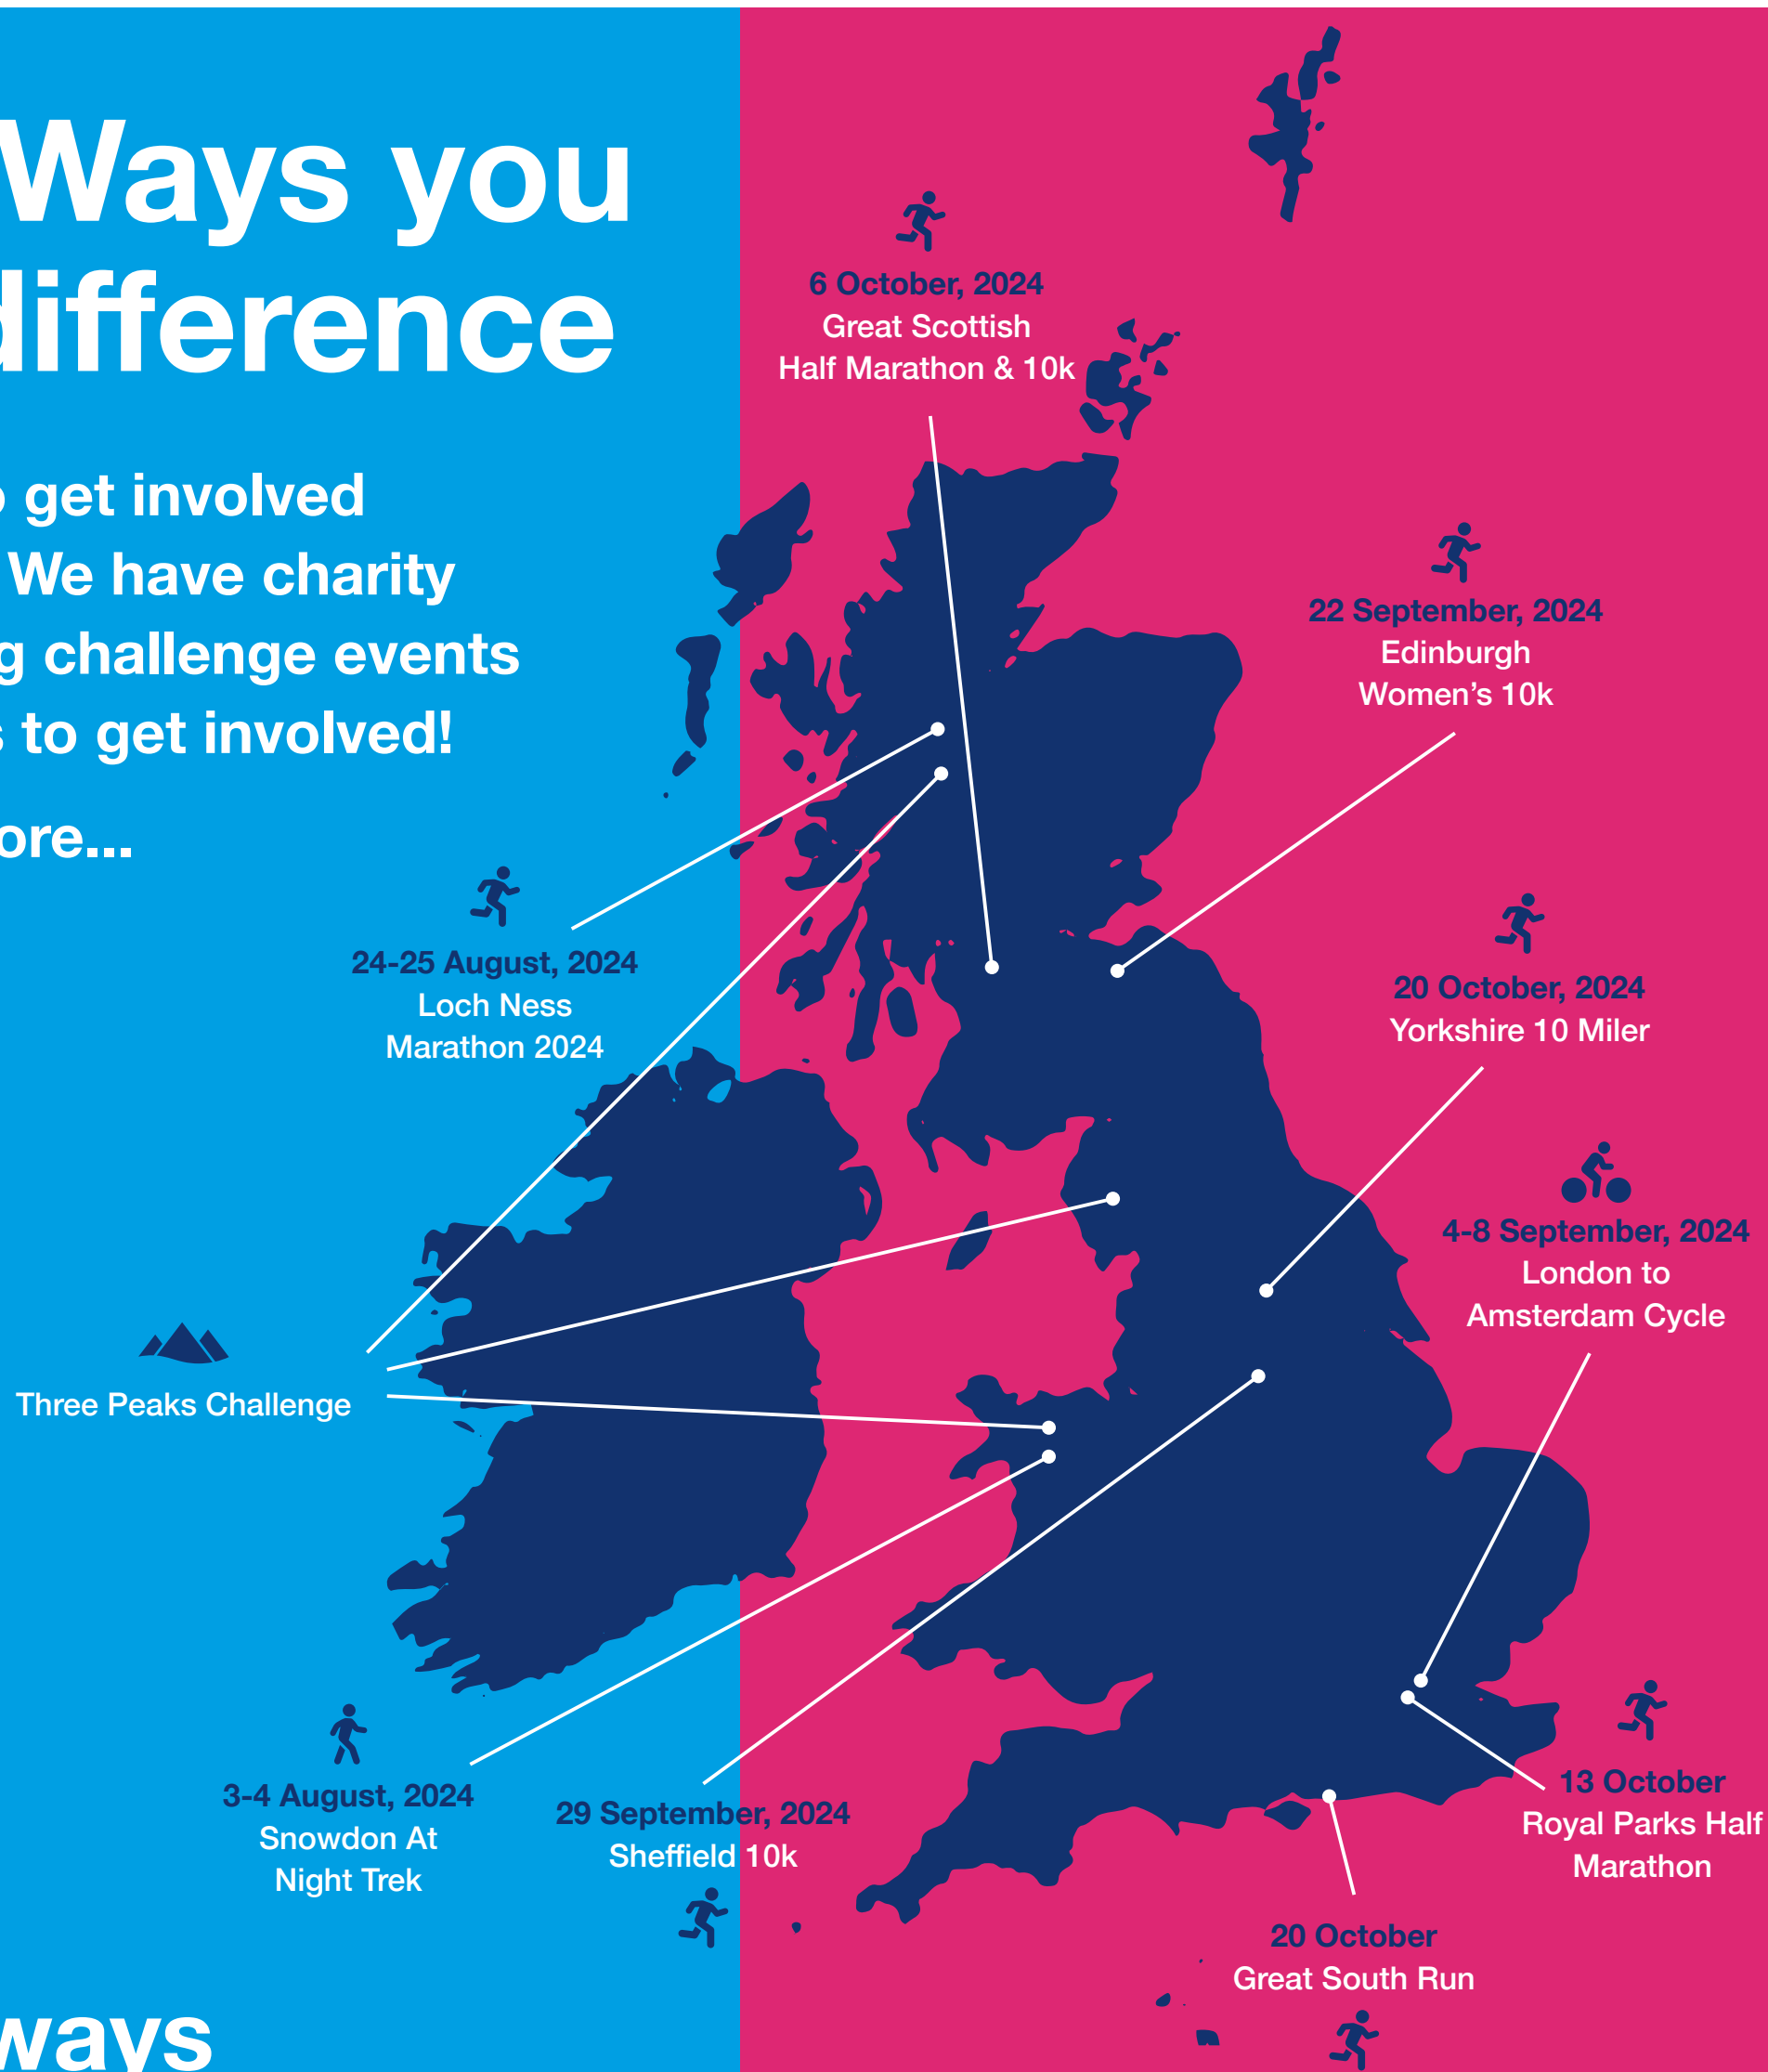 Ways you
difference
get involved
We have charity
challenge events
to get involved!
6 October, 2024
Great Scottish
Half Marathon & 10k
22 September, 2024
Edinburgh
Women's 10k
24-25 August, 2024
Loch Ness
Marathon 2024
20 October, 2024
Yorkshire 10 Miler
4-8 September, 2024
London to
Amsterdam Cycle
Three Peaks Challenge
3-4 August, 2024
Snowdon At
Night Trek
29 September, 2024
Sheffield 10k
13 October
Royal Parks Half
Marathon
20 October
Great South Run
ways